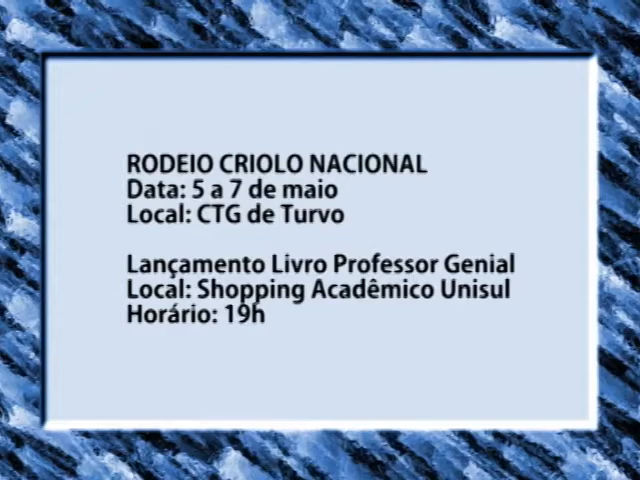 RODEIO CRIOLO NACIONAL
Data: 5 a 7 de maio
Local: CTG de Turvo
Lançamento Livro Professor Genial
Local: Shopping Acadêmico Unisul
Horário: 19h